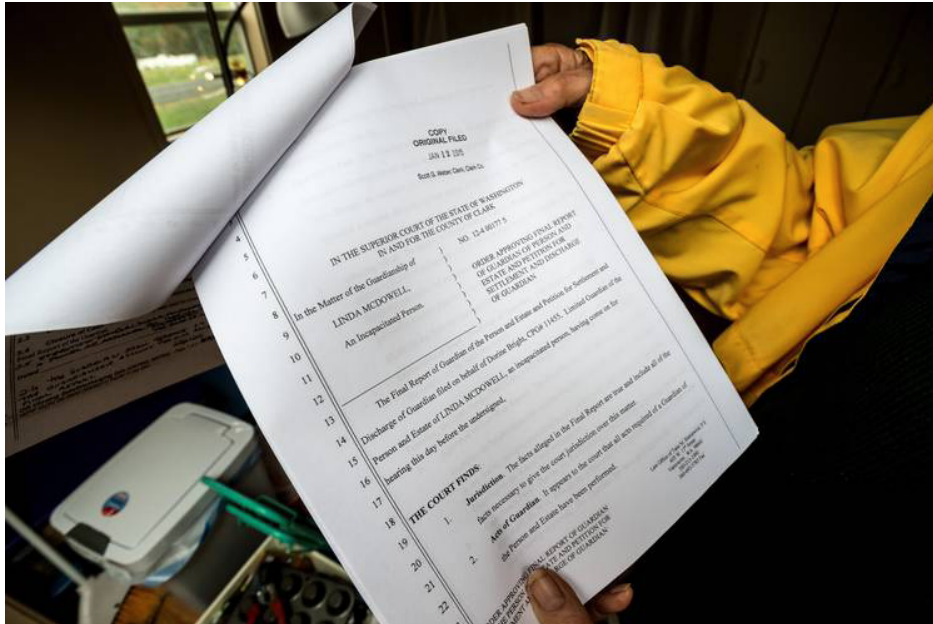 COPY
ORIGINAL FILED
JAN 12 2015
Scott G. Weber, Clerk, Clark Co.
IN THE SUPERIOR COURT OF THE STATE OF WASHINGTON
IN AND FOR THE COUNTY OF CLARK
In the Matter of the Guardianship of
LINDA MCDOWELL,
An Incapacitated Person.
NO. 12-4 00177 5
ORDER APPROVING FINAL REPORT
OF GUARDIAN OF PERSON AND
ESTATE AND PETITION FOR
SETTLEMENT AND DISCHARGE
OF GUARDIAN
The Final Report of Guardian of the Person and Estate and Petition for Settlement and
Discharge of Guardian filed on behalf of Dorine Bright, CPG# 11455, Limited Guardian of the
Person and Estate of LINDA MCDOWELL, an incapacitated person, having come on for
hearing this day before the undersigned,
THE COURT FINDS:
1. Jurisdiction. The facts alleged in the Final Report are true and include all of the
facts necessary to give the court jurisdiction over this matter.
2. Acts of Guardian. It appears to the court that all acts required of a Guardian of
the Person and Estate have been performed.
ORDER APPROVING FINAL REPORT OF GUARDIAN
PERSON ESTATE AND PETITION FOR
AND DISCHARGE OF GUARDIAN
4
5
6
7
8
9
10
11
12
13
14
15
16
17
18
19
20
21
22